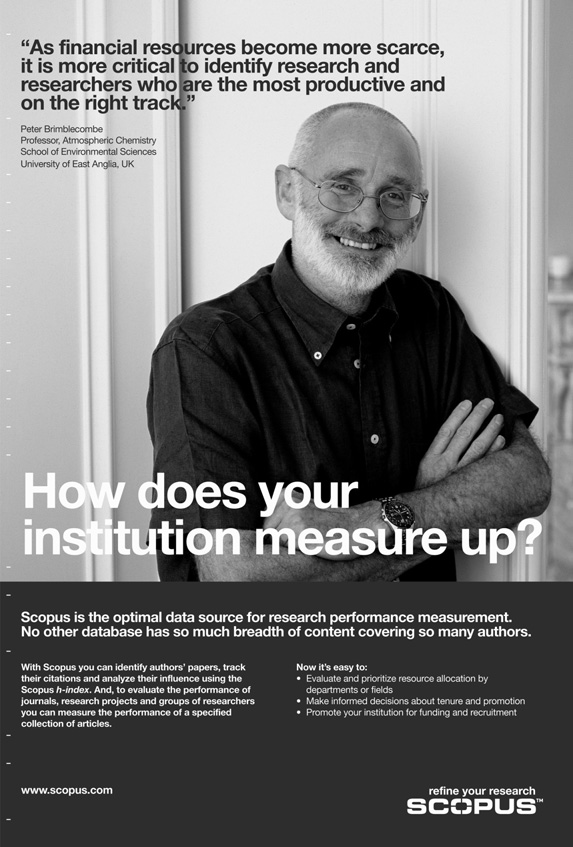 “As financial resources become more scarce,
it is more critical to identify research and
researchers who are the most productive and
on the right track.”
Peter Brimblecombe
Professor, Atmospheric Chemistry
School of Environmental Sciences
University of East Anglia, UK
How does your
institution measure up?
Scopus is the optimal data source for research performance measurement.
No other database has so much breadth of content covering so many authors.
With Scopus you can identify authors’ papers, track
their citations and analyze their influence using the
Scopus h-index. And, to evaluate the performance of
journals, research projects and groups of researchers
you can measure the performance of a specified
collection of articles.
Now it’s easy to:
• Evaluate and prioritize resource allocation by
departments or fields
• Make informed decisions about tenure and promotion
• Promote your institution for funding and recruitment
www.scopus.com
refine your research
SCOPUS™